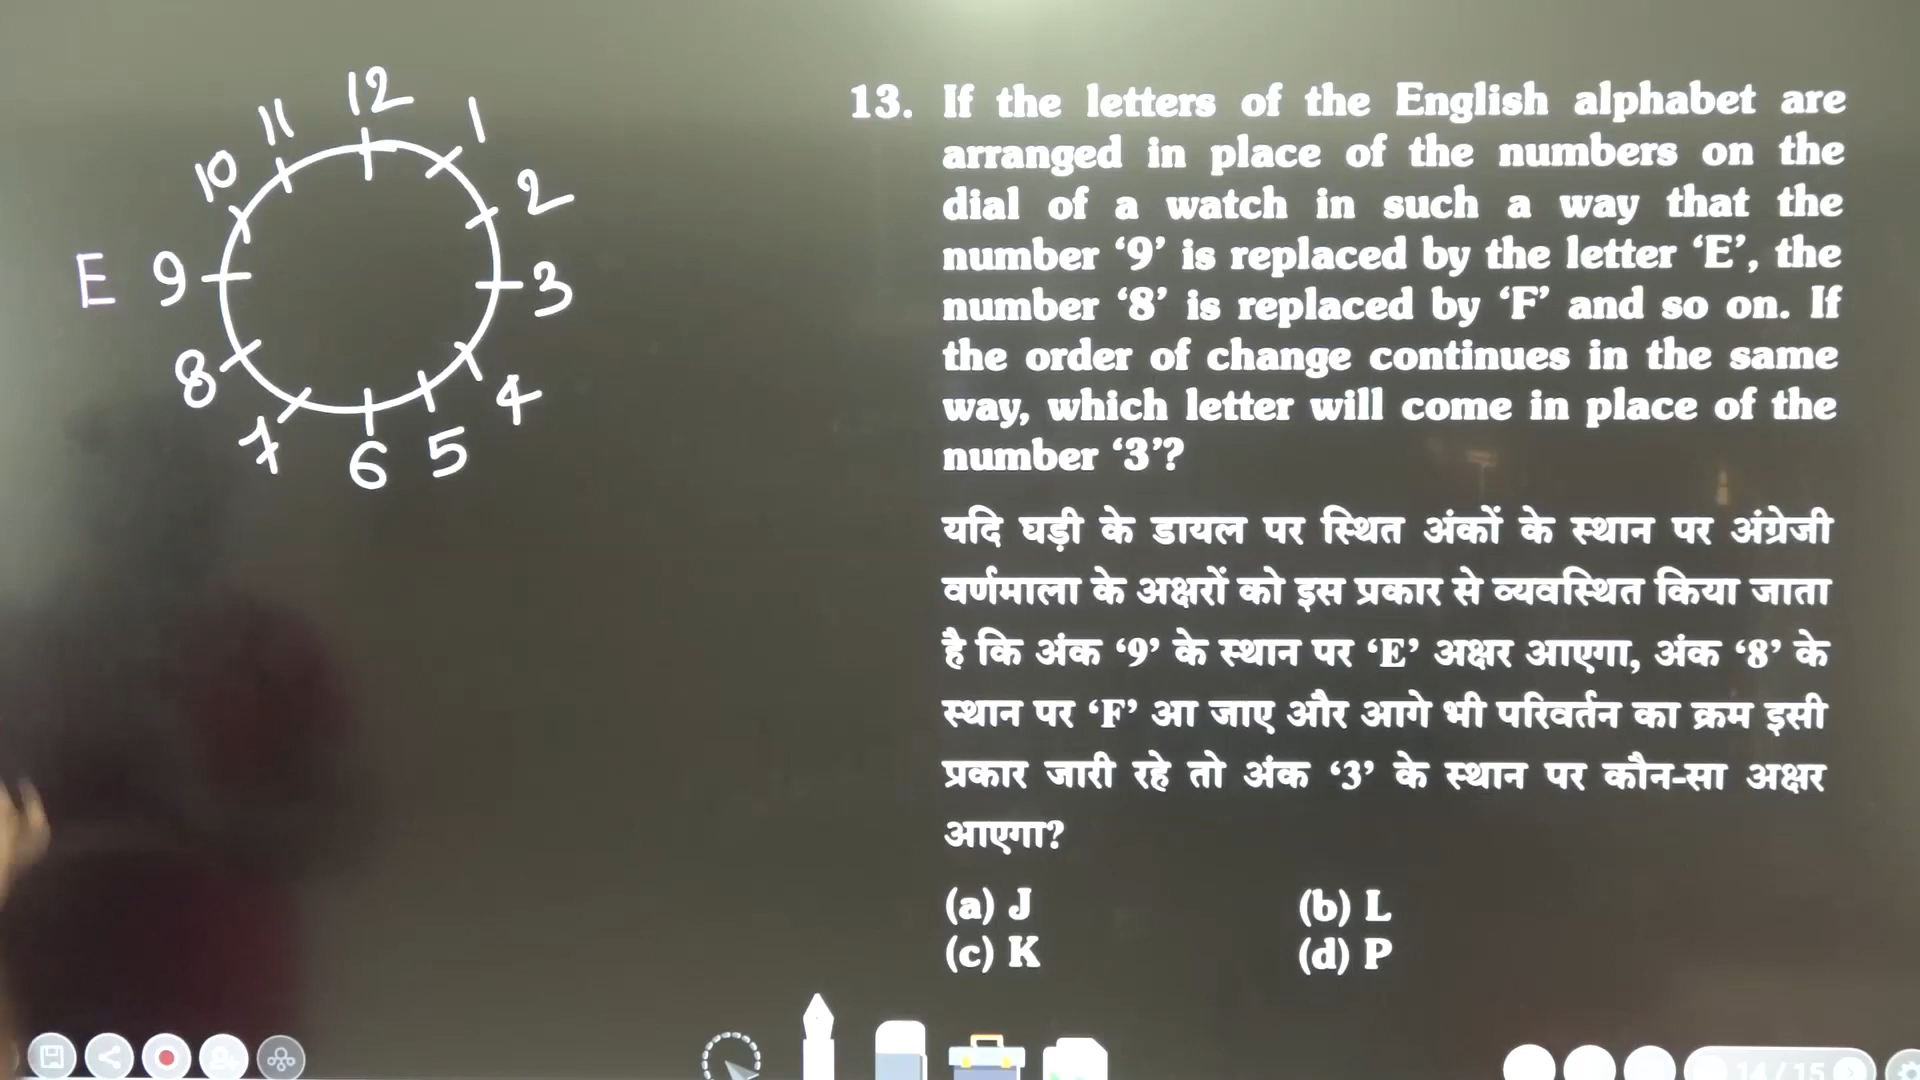 12
11
1
10
2
E 9
3
8
4
7
6
5
13. If the letters of the English alphabet are
arranged in place of the numbers on the
dial of a watch in such a way that the
number ‘9’ is replaced by the letter ‘E’, the
number ‘8’ is replaced by ‘F’ and so on. If
the order of change continues in the same
way, which letter will come in place of the
number ‘3’?
यदि घड़ी के डायल पर स्थित अंकों के स्थान पर अंग्रेजी
वर्णमाला के अक्षरों को इस प्रकार से व्यवस्थित किया जाता
है कि अंक ‘9’ के स्थान पर ‘E’ अक्षर आएगा, अंक ‘8’ के
स्थान पर ‘F’ आ जाए और आगे भी परिवर्तन का क्रम इसी
प्रकार जारी रहे तो अंक ‘3’ के स्थान पर कौन-सा अक्षर
आएगा?
(a) J (b) L
(c) K (d) P
14/15